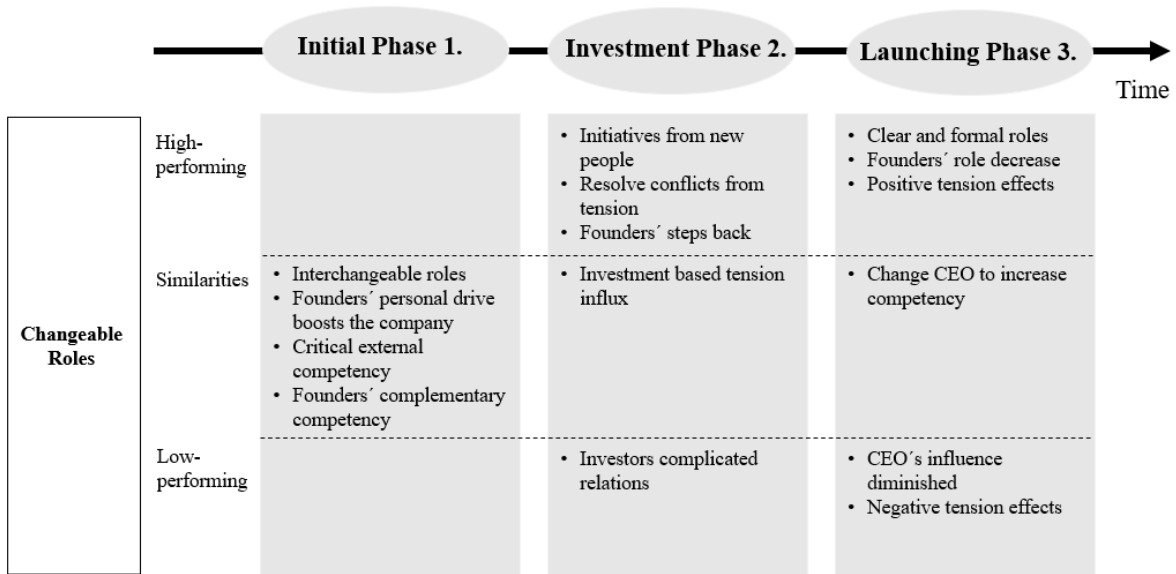 Initial Phase 1.
Investment Phase 2.
Launching Phase 3.
Time
Changeable
Roles
High-
performing
• Initiatives from new
people
• Resolve conflicts from
tension
• Founders´ steps back
• Clear and formal roles
• Founders´ role decrease
• Positive tension effects
Similarities
• Interchangeable roles
• Founders´ personal drive
boosts the company
• Critical external
competency
• Founders´ complementary
competency
• Investment based tension
influx
• Change CEO to increase
competency
Low-
performing
• Investors complicated
relations
• CEO´s influence
diminished
• Negative tension effects